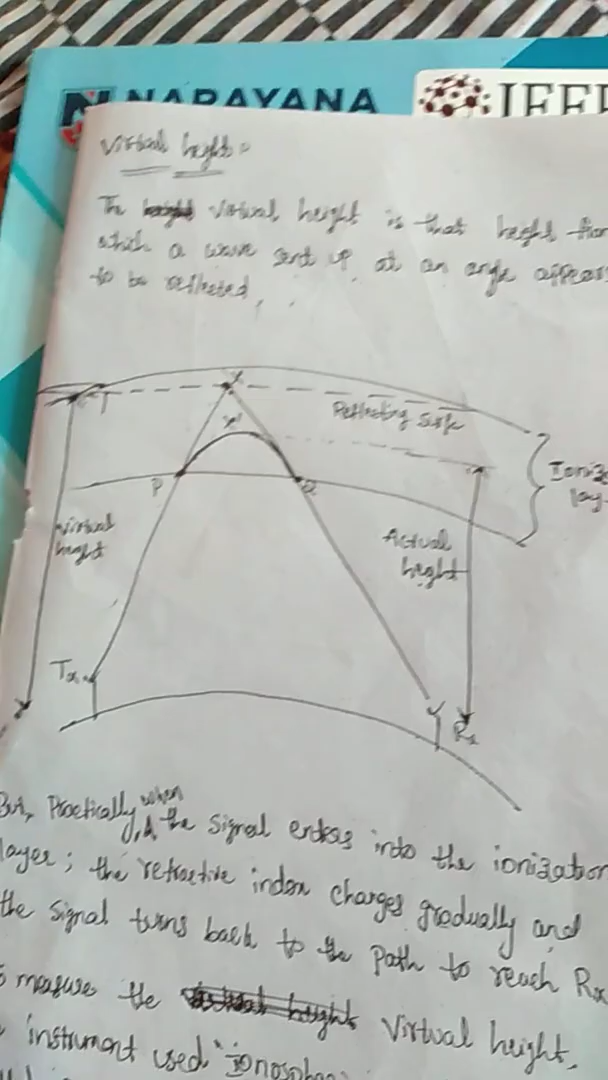 NARAYANA
IEEE
Virtual height :-
The virtual height is that height from
which a wave sent up at an angle appears
to be reflected.
Reflecting surface
P
Q
Virtual
height
Actual
height
Tx
Rx
But, Practically when the signal enters into the ionization
layer; the refractive index changes gradually and
the signal turns back to the path to reach Rx
measure the virtual height,
instrument used